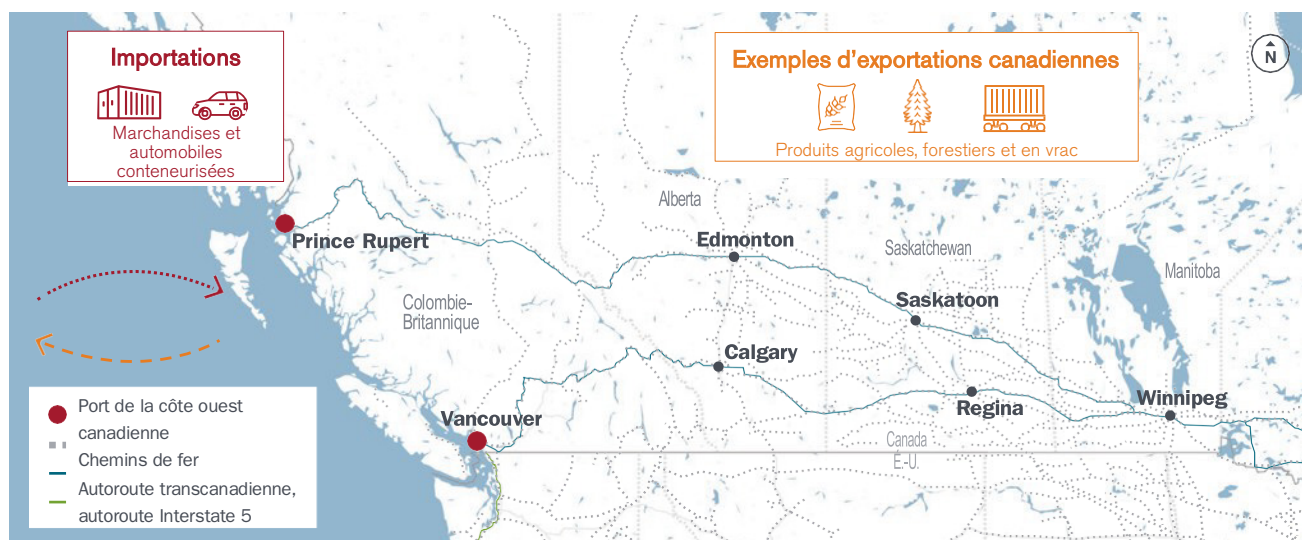 Importations
Marchandises et
automobiles
conteneurisées
Exemples d'exportations canadiennes
Produits agricoles, forestiers et en vrac
N
Alberta
Prince Rupert
Edmonton
Saskatchewan
Manitoba
Colombie-
Britannique
Saskatoon
Calgary
Vancouver
Regina
Winnipeg
Canada
É.-U.
Port de la côte ouest
canadienne
Chemins de fer
Autoroute transcanadienne,
autoroute Interstate 5